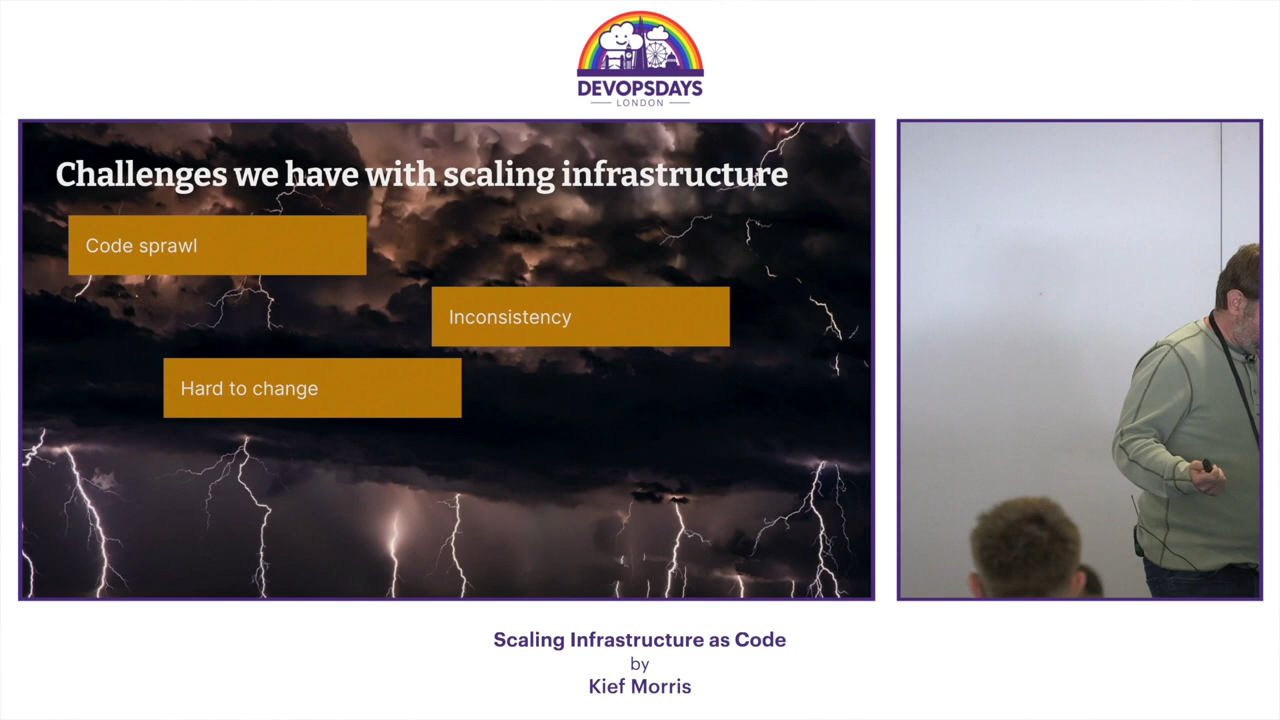 DEVOPSDAYS
LONDON
Challenges we have with scaling infrastructure
Code sprawl
Inconsistency
Hard to change
Scaling Infrastructure as Code
by
Kief Morris